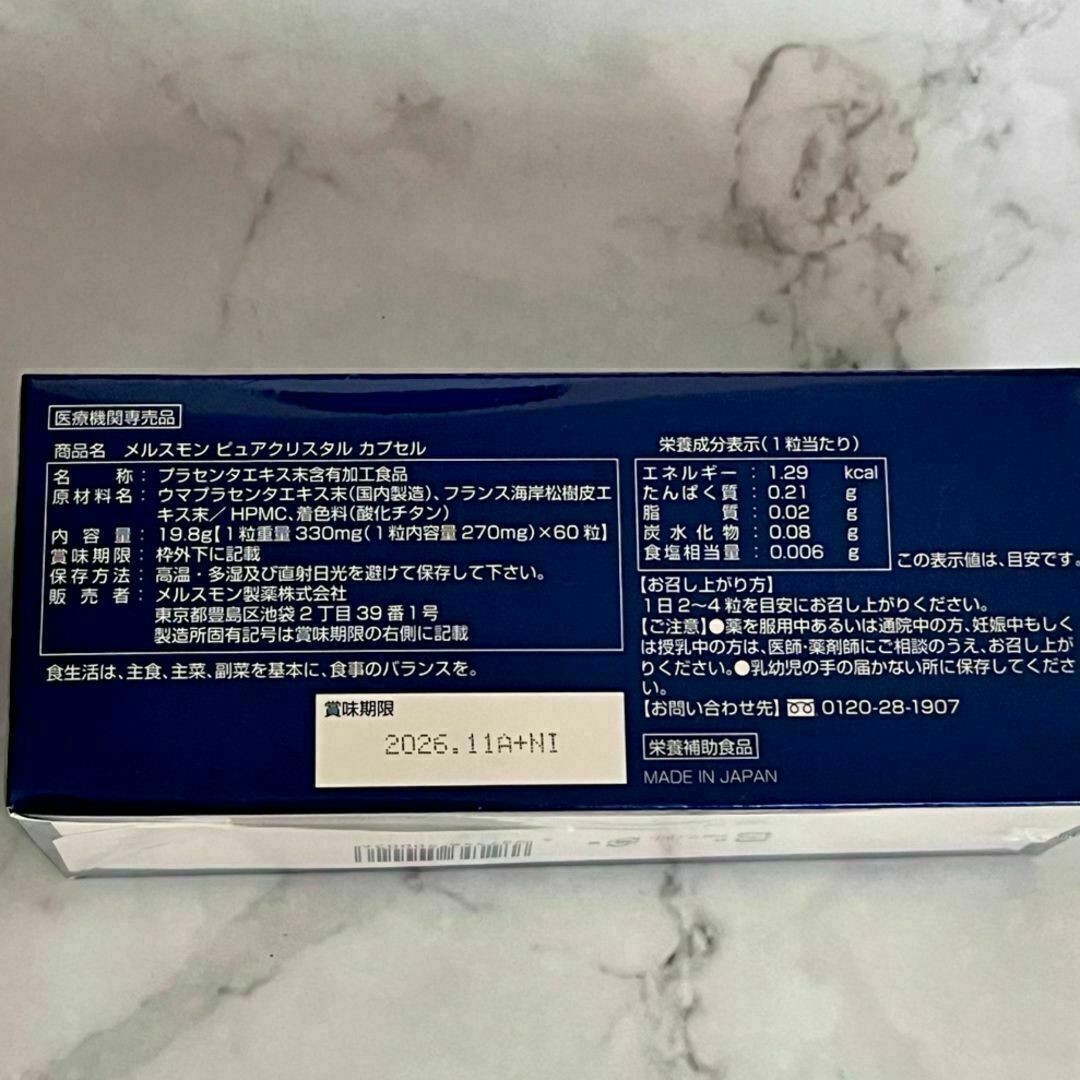 医療機関専売品
商品名 メルスモン ピュアクリスタル カプセル
名 称：プラセンタエキス末含有加工食品
原材料名：ウマプラセンタエキス末(国内製造)、フランス海岸松樹皮エ
キス末／HPMC、着色料(酸化チタン)
内容量：19.8g【1粒重量330mg(1粒内容量270mg)×60粒】
賞味期限：枠外下に記載
保存方法：高温・多湿及び直射日光を避けて保存して下さい。
販売者：メルスモン製薬株式会社
東京都豊島区池袋2丁目39番1号
製造所固有記号は賞味期限の右側に記載
食生活は、主食、主菜、副菜を基本に、食事のバランスを。
賞味期限
2026.11A+NI
栄養成分表示(1粒当たり)
エネルギー：1.29 kcal
たんぱく質：0.21 g
脂質：0.02 g
炭水化物：0.08 g
食塩相当量：0.006 g
この表示値は、目安です。
【お召し上がり方】
1日2〜4粒を目安にお召し上がりください。
【ご注意】●薬を服用中あるいは通院中の方、妊娠中もしく
は授乳中の方は、医師・薬剤師にご相談のうえ、お召し上が
りください。●乳幼児の手の届かない所に保存してくださ
い。
【お問い合わせ先】0120-28-1907
栄養補助食品
MADE IN JAPAN